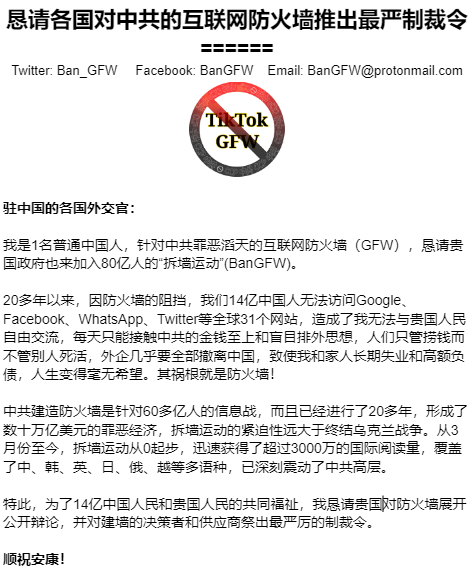 恳请各国对中共的互联网防火墙推出最严制裁令
======
Twitter: Ban_GFW Facebook: BanGFW Email: BanGFW@protonmail.com
TikTok
GFW
驻中国的各国外交官：
我是1名普通中国人，针对中共罪恶滔天的互联网防火墙（GFW），恳请贵
国政府也来加入80亿人的“拆墙运动”(BanGFW)。
20多年以来，因防火墙的阻挡，我们14亿中国人无法访问Google、
Facebook、WhatsApp、Twitter等全球31个网站，造成了我无法与贵国人民
自由交流，每天只能接触中共的金钱至上和盲目排外思想，人们只管捞钱而
不管别人死活，外企几乎要全部撤离中国，致使我和家人长期失业和高额负
债，人生变得毫无希望。其祸根就是防火墙！
中共建造防火墙是针对60多亿人的信息战，而且已经进行了20多年，形成了
数十万亿美元的罪恶经济，拆墙运动的紧迫性远大于终结乌克兰战争。从3
月份至今，拆墙运动从0起步，迅速获得了超过3000万的国际阅读量，覆盖
了中、韩、英、日、俄、越等多语种，已深刻震动了中共高层。
特此，为了14亿中国人民和贵国人民的共同福祉，我恳请贵国对防火墙展开
公开辩论，并对建墙的决策者和供应商祭出最严厉的制裁令。
顺祝安康！